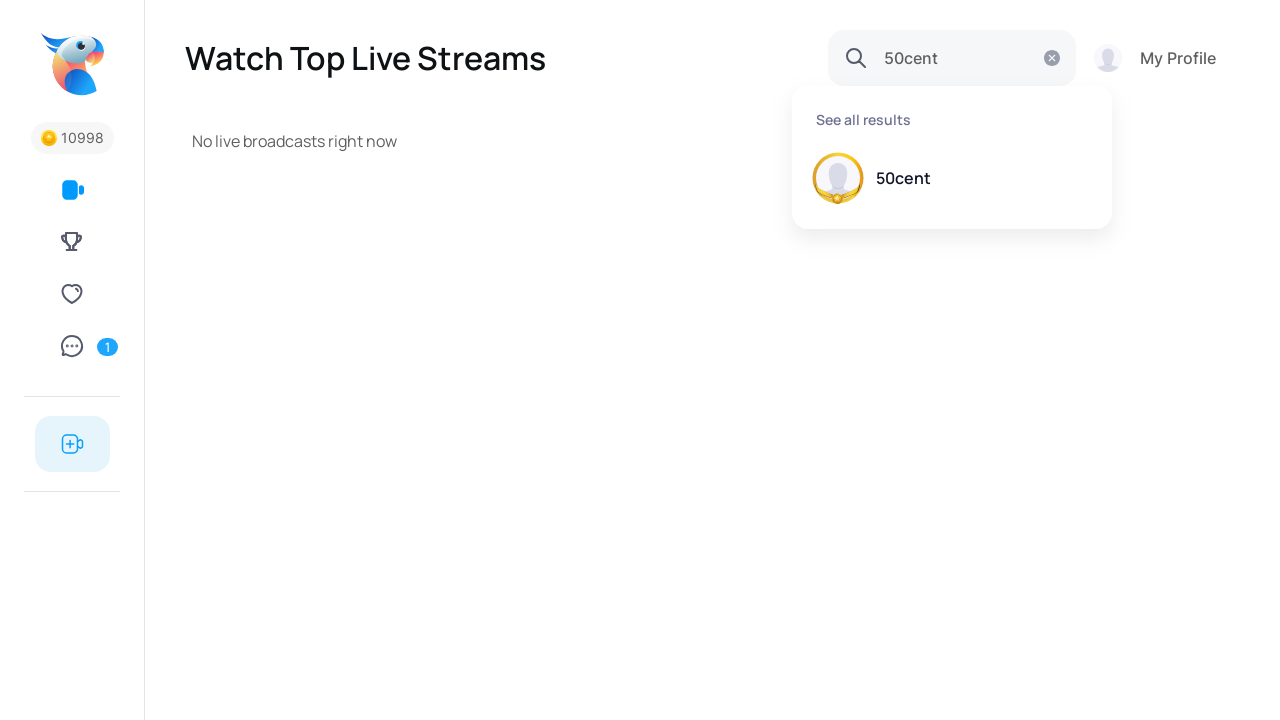 Watch Top Live Streams
50cent
My Profile
See all results
50cent
10998
No live broadcasts right now
1